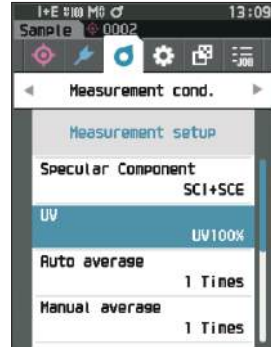 I+E M0 13:09
Sample 0002
JOB
Measurement cond.
Measurement setup
Specular Component
SCI+SCE
UV
UV100%
Auto average
1 Times
Manual average
1 Times